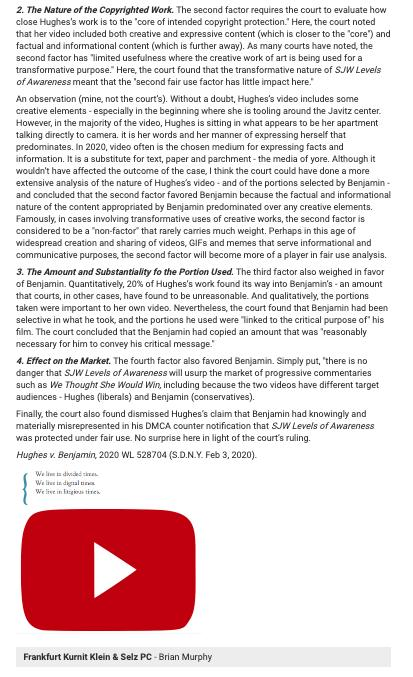 2. The Nature of the Copyrighted Work. The second factor requires the court to evaluate how
close Hughes's work is to the "core of intended copyright protection." Here, the court noted
that her video included both creative and expressive content (which is closer to the "core") and
factual and informational content (which is further away). As many courts have noted, the
second factor has "limited usefulness where the creative work of art is being used for a
transformative purpose." Here, the court found that the transformative nature of SJW Levels
of Awareness meant that the "second fair use factor has little impact here."
An observation (mine, not the court's). Without a doubt, Hughes's video includes some
creative elements - especially in the beginning where she is tooling around the Javitz center.
However, in the majority of the video, Hughes is sitting in what appears to be her apartment
talking directly to camera. it is her words and her manner of expressing herself that
predominates. In 2020, video often is the chosen medium for expressing facts and
information. It is a substitute for text, paper and parchment - the media of yore. Although it
wouldn't have affected the outcome of the case, I think the court could have done a more
extensive analysis of the nature of Hughes's video - and of the portions selected by Benjamin -
and concluded that the second factor favored Benjamin because the factual and informational
nature of the content appropriated by Benjamin predominated over any creative elements.
Famously, in cases involving transformative uses of creative works, the second factor is
considered to be a "non-factor" that rarely carries much weight. Perhaps in this age of
widespread creation and sharing of videos, GIFs and memes that serve informational and
communicative purposes, the second factor will become more of a player in fair use analysis.
3. The Amount and Substantiality fo the Portion Used. The third factor also weighed in favor
of Benjamin. Quantitatively, 20% of Hughes's work found its way into Benjamin's - an amount
that courts, in other cases, have found to be unreasonable. And qualitatively, the portions
taken were important to her own video. Nevertheless, the court found that Benjamin had been
selective in what he took, and the portions he used were "linked to the critical purpose of" his
film. The court concluded that the Benjamin had copied an amount that was "reasonably
necessary for him to convey his critical message."
4. Effect on the Market. The fourth factor also favored Benjamin. Simply put, "there is no
danger that SJW Levels of Awareness will usurp the market of progressive commentaries
such as We Thought She Would Win, including because the two videos have different target
audiences - Hughes (liberals) and Benjamin (conservatives).
Finally, the court also found dismissed Hughes's claim that Benjamin had knowingly and
materially misrepresented in his DMCA counter notification that SJW Levels of Awareness
was protected under fair use. No surprise here in light of the court's ruling.
Hughes v. Benjamin, 2020 WL 528704 (S.D.N.Y. Feb 3, 2020).
We live in divided times.
We live in digital times.
We live in litigious times.
Frankfurt Kurnit Klein & Selz PC - Brian Murphy